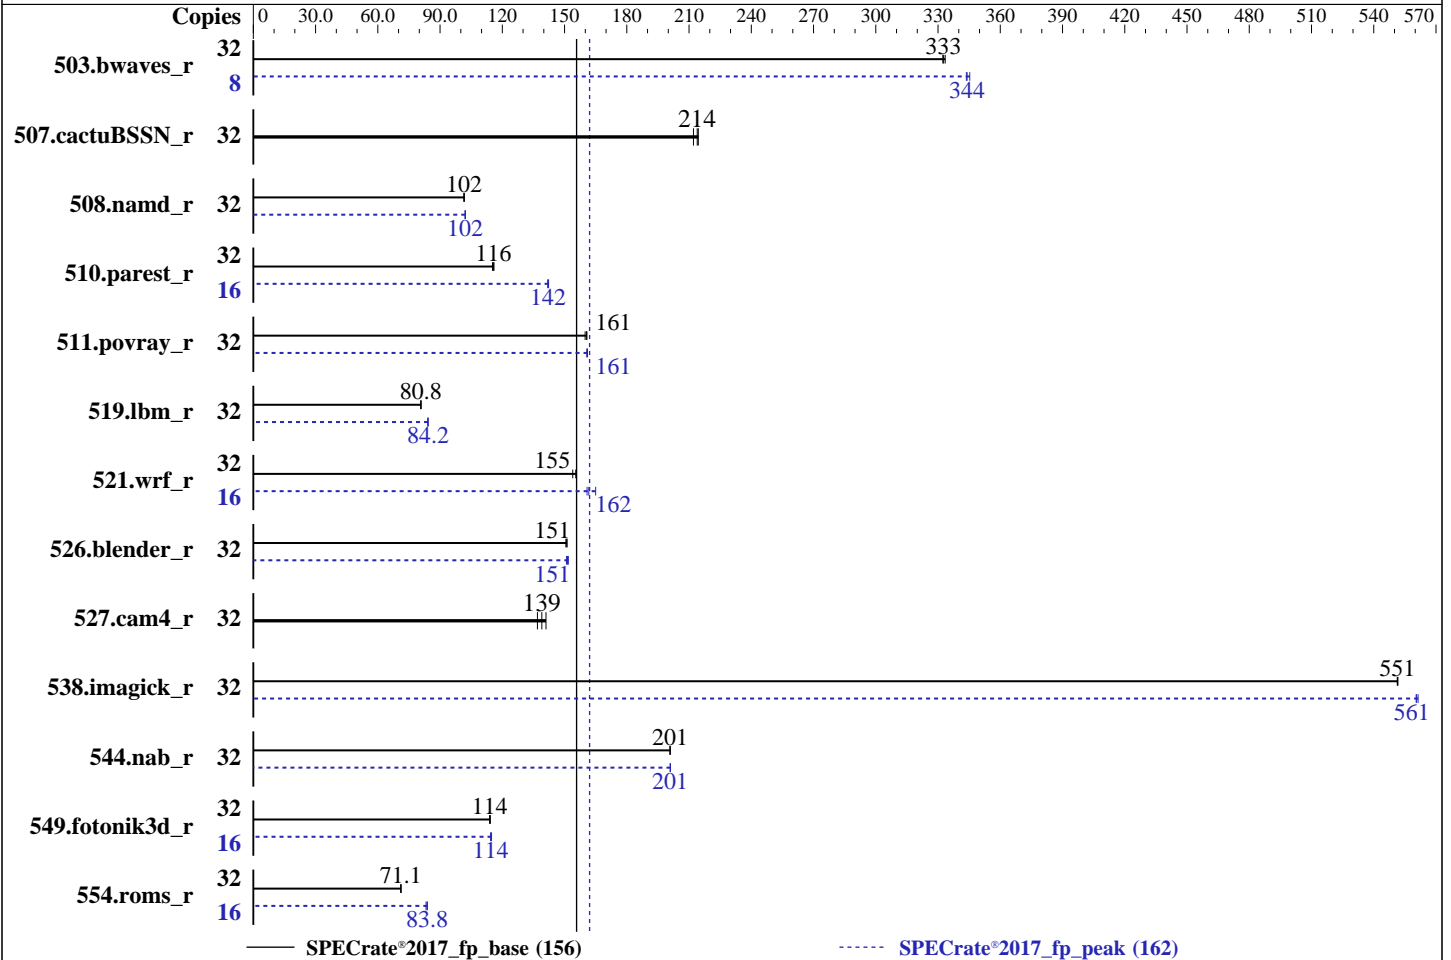 Copies 0 30.0 60.0 90.0 120 150 180 210 240 270 300 330 360 390 420 450 480 510 540 570
503.bwaves_r 32 333
8 344
507.cactuBSSN_r 32 214
508.namd_r 32 102
102
510.parest_r 32 116
16 142
511.povray_r 32 161
161
519.lbm_r 32 80.8
84.2
521.wrf_r 32 155
16 162
526.blender_r 32 151
151
527.cam4_r 32 139
538.imagick_r 32 551
561
544.nab_r 32 201
201
549.fotonik3d_r 32 114
16 114
554.roms_r 32 71.1
16 83.8
SPECrate®2017_fp_base (156) SPECrate®2017_fp_peak (162)